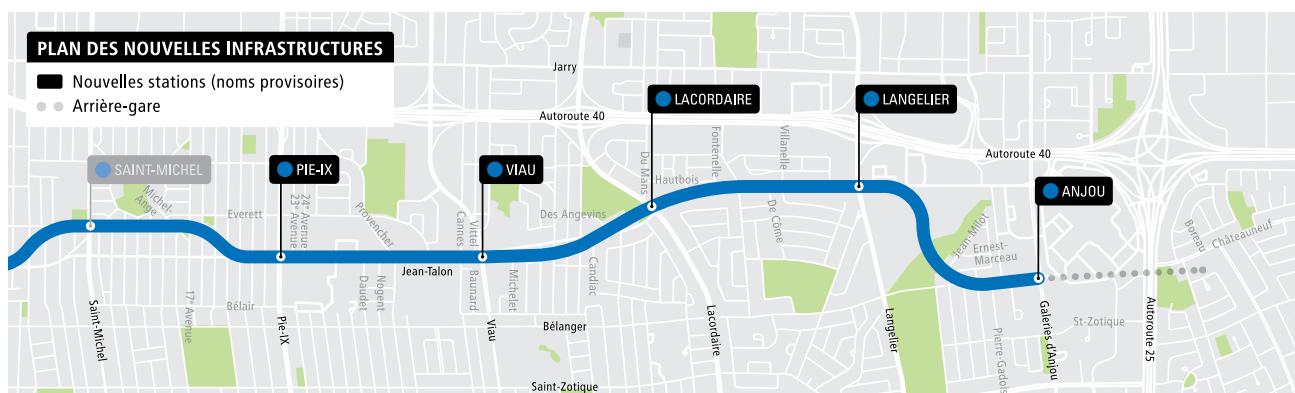 PLAN DES NOUVELLES INFRASTRUCTURES
Nouvelles stations (noms provisoires)
Arrière-gare
Jarry
Autoroute 40
LACORDAIRE
LANGELIER
SAINT-MICHEL
PIE-IX
VIAU
ANJOU
Autoroute 40
Michel-
Ange
Everett
24e Avenue
23e Avenue
Provencher
Cannes
Vittel
Des Angevins
Du Mans
Hautbois
Fontenelle
Villanelle
De Côme
Jean-Milot
Ernest-
Marceau
Boreau
Châteauneuf
Jean-Talon
Saint-Michel
17e Avenue
Bélair
Pie-IX
Daudet
Nogent
Baunard
Viau
Michelet
Candiac
Bélanger
Saint-Zotique
Lacordaire
Langelier
Pierre-Gadois
Galeries d'Anjou
St-Zotique
Autoroute 25